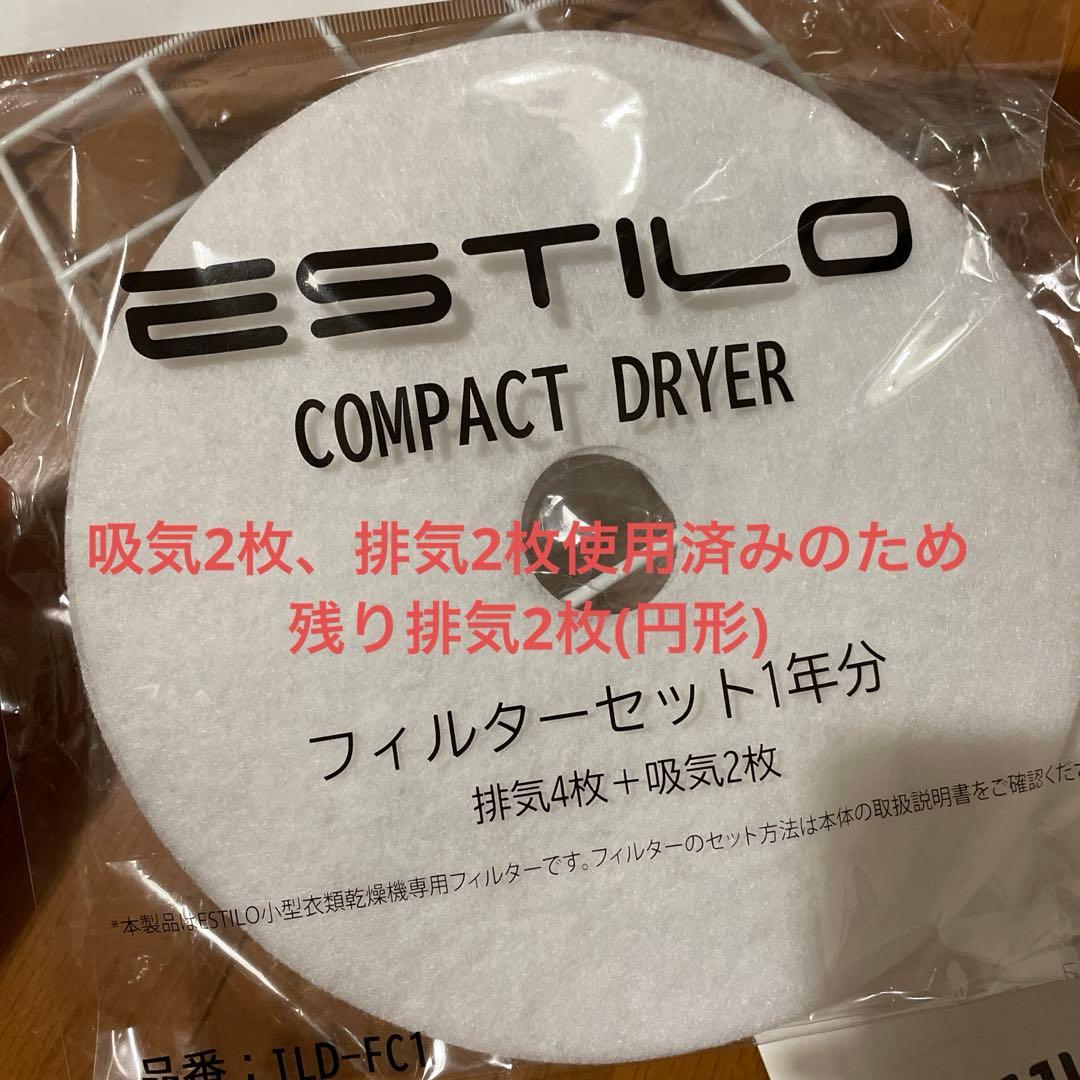 ESTILO
COMPACT DRYER
吸気2枚、排気2枚使用済みのため
残り排気2枚(円形)
フィルターセット1年分
排気4枚＋吸気2枚
*本製品はESTILO小型衣類乾燥機専用フィルターです。フィルターのセット方法は本体の取扱説明書をご確認くださ
品番：ILD-FC1